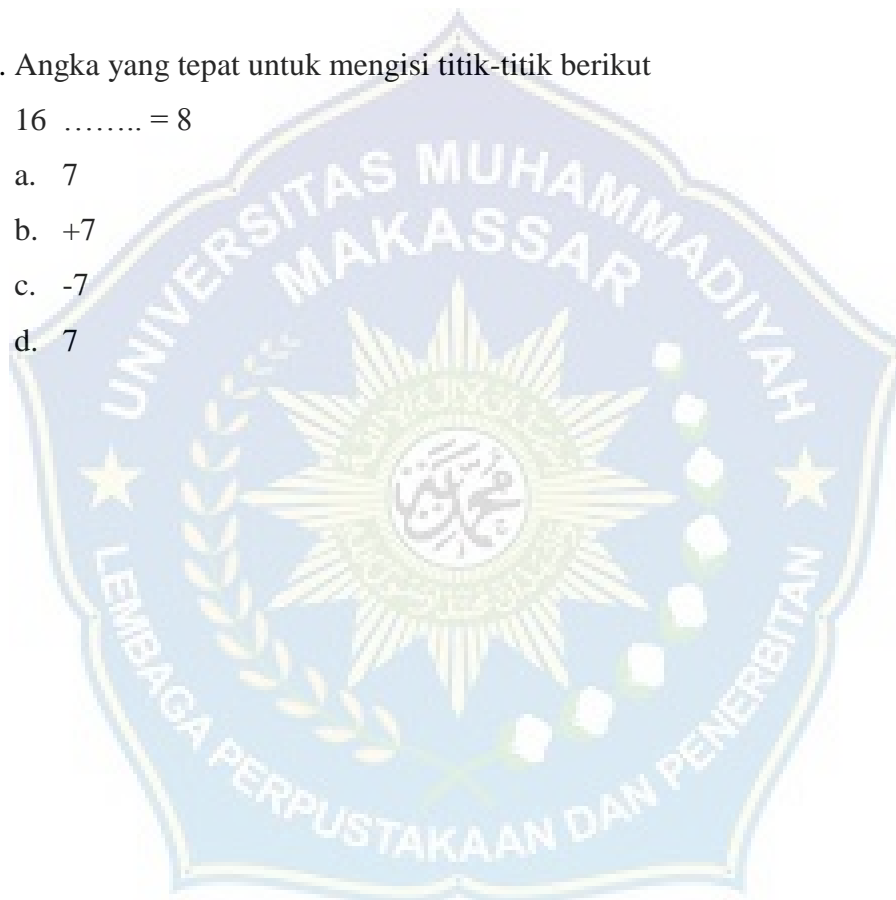 . Angka yang tepat untuk mengisi titik-titik berikut
16 …….. = 8
a. 7
b. +7
c. -7
d. 7
UNIVERSITAS MUHAMMADIYAH
MAKASSAR
LEMBAGA PERPUSTAKAAN DAN PENERBITAN